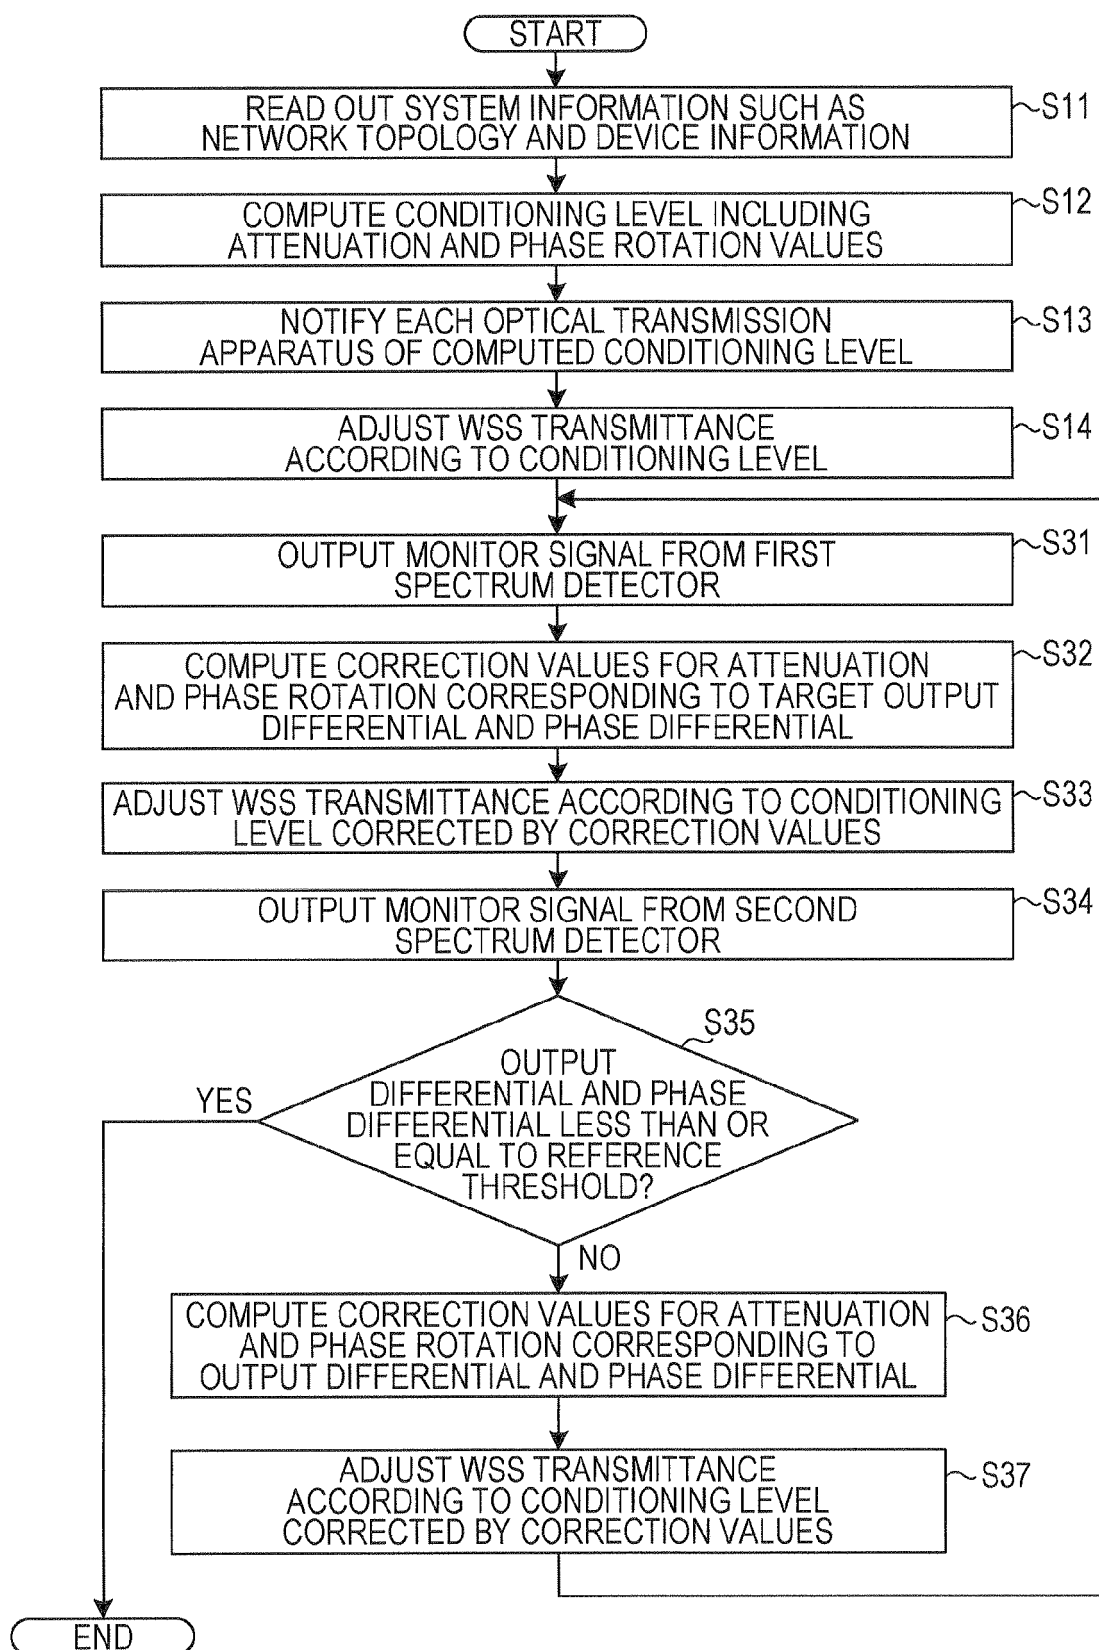 START
READ OUT SYSTEM INFORMATION SUCH AS
NETWORK TOPOLOGY AND DEVICE INFORMATION
S11
COMPUTE CONDITIONING LEVEL INCLUDING
ATTENUATION AND PHASE ROTATION VALUES
S12
NOTIFY EACH OPTICAL TRANSMISSION
APPARATUS OF COMPUTED CONDITIONING LEVEL
S13
ADJUST WSS TRANSMITTANCE
ACCORDING TO CONDITIONING LEVEL
S14
OUTPUT MONITOR SIGNAL FROM FIRST
SPECTRUM DETECTOR
S31
COMPUTE CORRECTION VALUES FOR ATTENUATION
AND PHASE ROTATION CORRESPONDING TO TARGET OUTPUT
DIFFERENTIAL AND PHASE DIFFERENTIAL
S32
ADJUST WSS TRANSMITTANCE ACCORDING TO CONDITIONING
LEVEL CORRECTED BY CORRECTION VALUES
S33
OUTPUT MONITOR SIGNAL FROM SECOND
SPECTRUM DETECTOR
S34
S35
OUTPUT
DIFFERENTIAL AND PHASE
DIFFERENTIAL LESS THAN OR
EQUAL TO REFERENCE
THRESHOLD?
YES
NO
COMPUTE CORRECTION VALUES FOR ATTENUATION
AND PHASE ROTATION CORRESPONDING TO
OUTPUT DIFFERENTIAL AND PHASE DIFFERENTIAL
S36
ADJUST WSS TRANSMITTANCE
ACCORDING TO CONDITIONING LEVEL
CORRECTED BY CORRECTION VALUES
S37
END